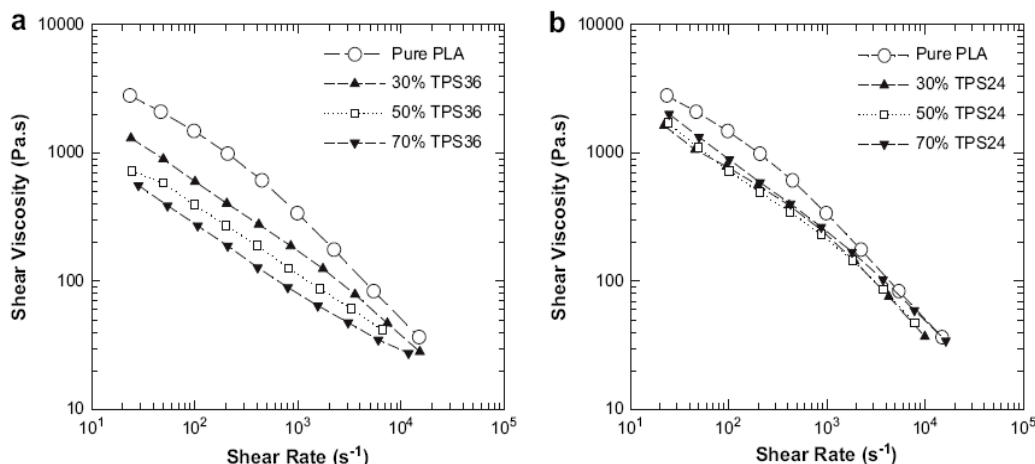 a
10000
1000
100
10
Shear Viscosity (Pa.s)
Pure PLA
30% TPS36
50% TPS36
70% TPS36
10¹ 10² 10³ 10⁴ 10⁵
Shear Rate (s⁻¹)
b
10000
1000
100
10
Shear Viscosity (Pa.s)
Pure PLA
30% TPS24
50% TPS24
70% TPS24
10¹ 10² 10³ 10⁴ 10⁵
Shear Rate (s⁻¹)